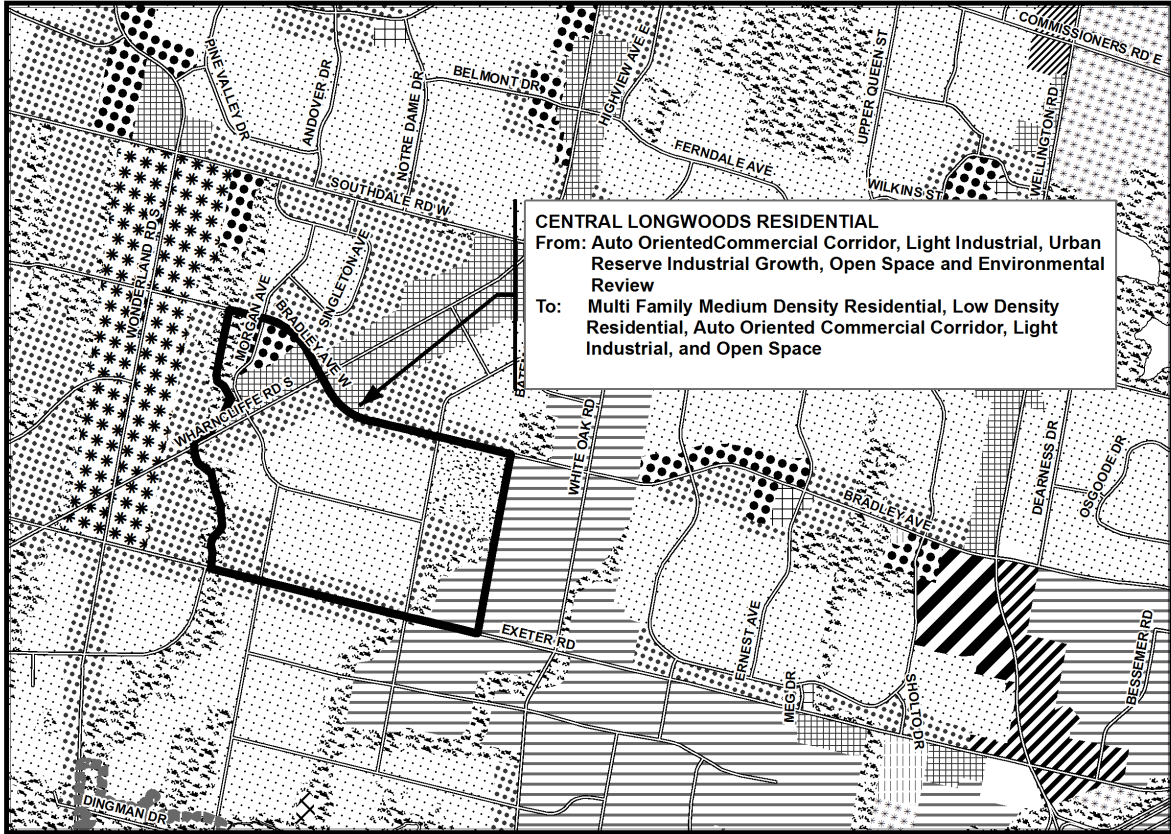 COMMISSIONERS RD E
PINE VALLEY DR
ANDOVER DR
NOTRE DAME DR
BELMONT DR
HIGHVIEW AVE E
UPPER QUEEN ST
WELLINGTON RD
FERNDALE AVE
WILKINS ST
SOUTHDALE RD W
WONDERLAND RD S
SINGLETON AVE
MORGAN AVE
BRADLEY AVE W
WHARNCLIFFE RD S
CENTRAL LONGWOODS RESIDENTIAL
From: Auto OrientedCommercial Corridor, Light Industrial, Urban
Reserve Industrial Growth, Open Space and Environmental
Review
To: Multi Family Medium Density Residential, Low Density
Residential, Auto Oriented Commercial Corridor, Light
Industrial, and Open Space
WHITE OAK RD
BRADLEY AVE
DEARNESS DR
OSGOODE DR
EXETER RD
ERNEST AVE
MEG DR
SHOLTO DR
BESSEMER RD
DINGMAN DR